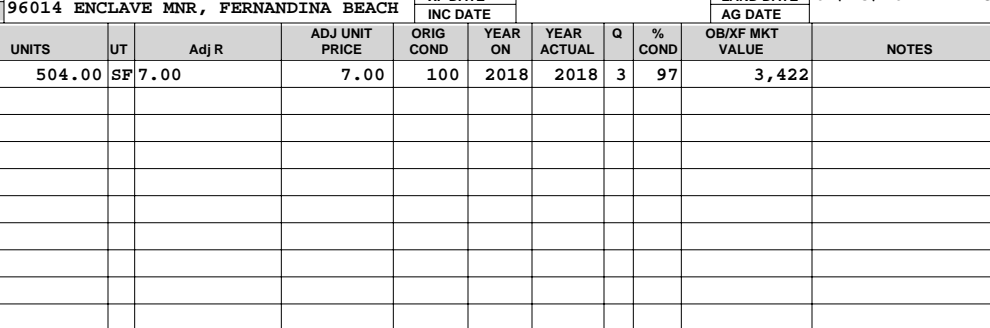 96014 ENCLAVE MNR, FERNANDINA BEACH
INC DATE
AG DATE
UNITS UT Adj R ADJ UNIT PRICE ORIG COND YEAR ON YEAR ACTUAL Q % COND OB/XF MKT VALUE NOTES
504.00 SF 7.00 7.00 100 2018 2018 3 97 3,422